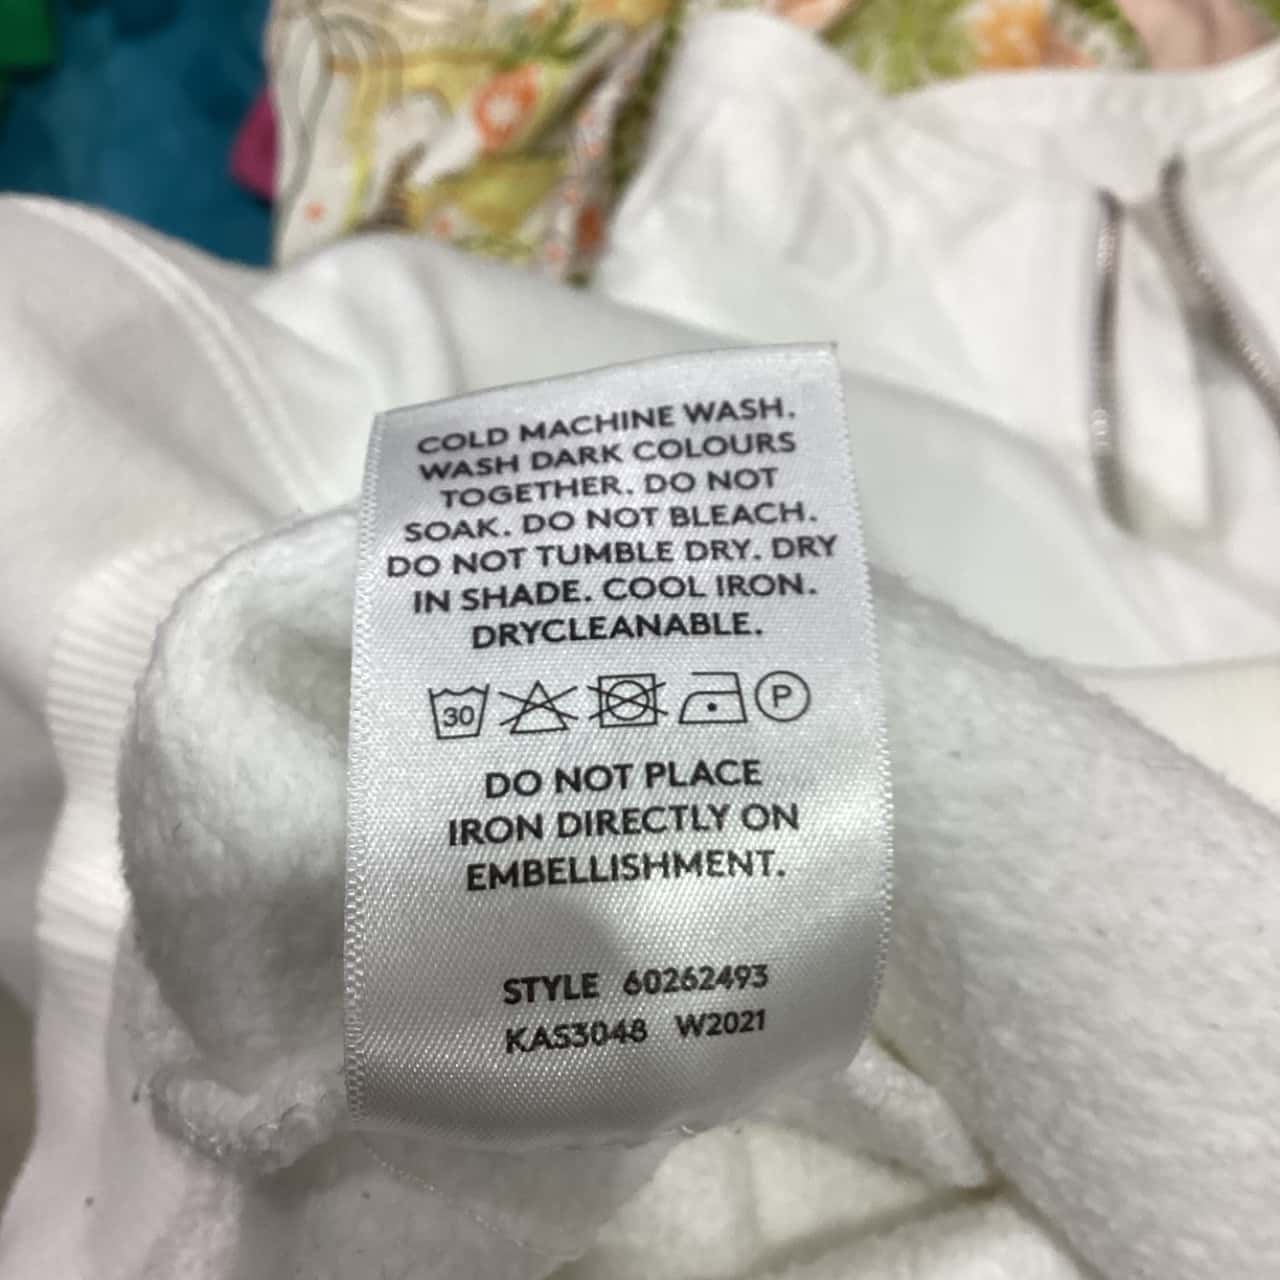 COLD MACHINE WASH.
WASH DARK COLOURS
TOGETHER. DO NOT
SOAK. DO NOT BLEACH.
DO NOT TUMBLE DRY. DRY
IN SHADE. COOL IRON.
DRYCLEANABLE.
30 P
DO NOT PLACE
IRON DIRECTLY ON
EMBELLISHMENT.
STYLE 60262493
KAS3048 W2021